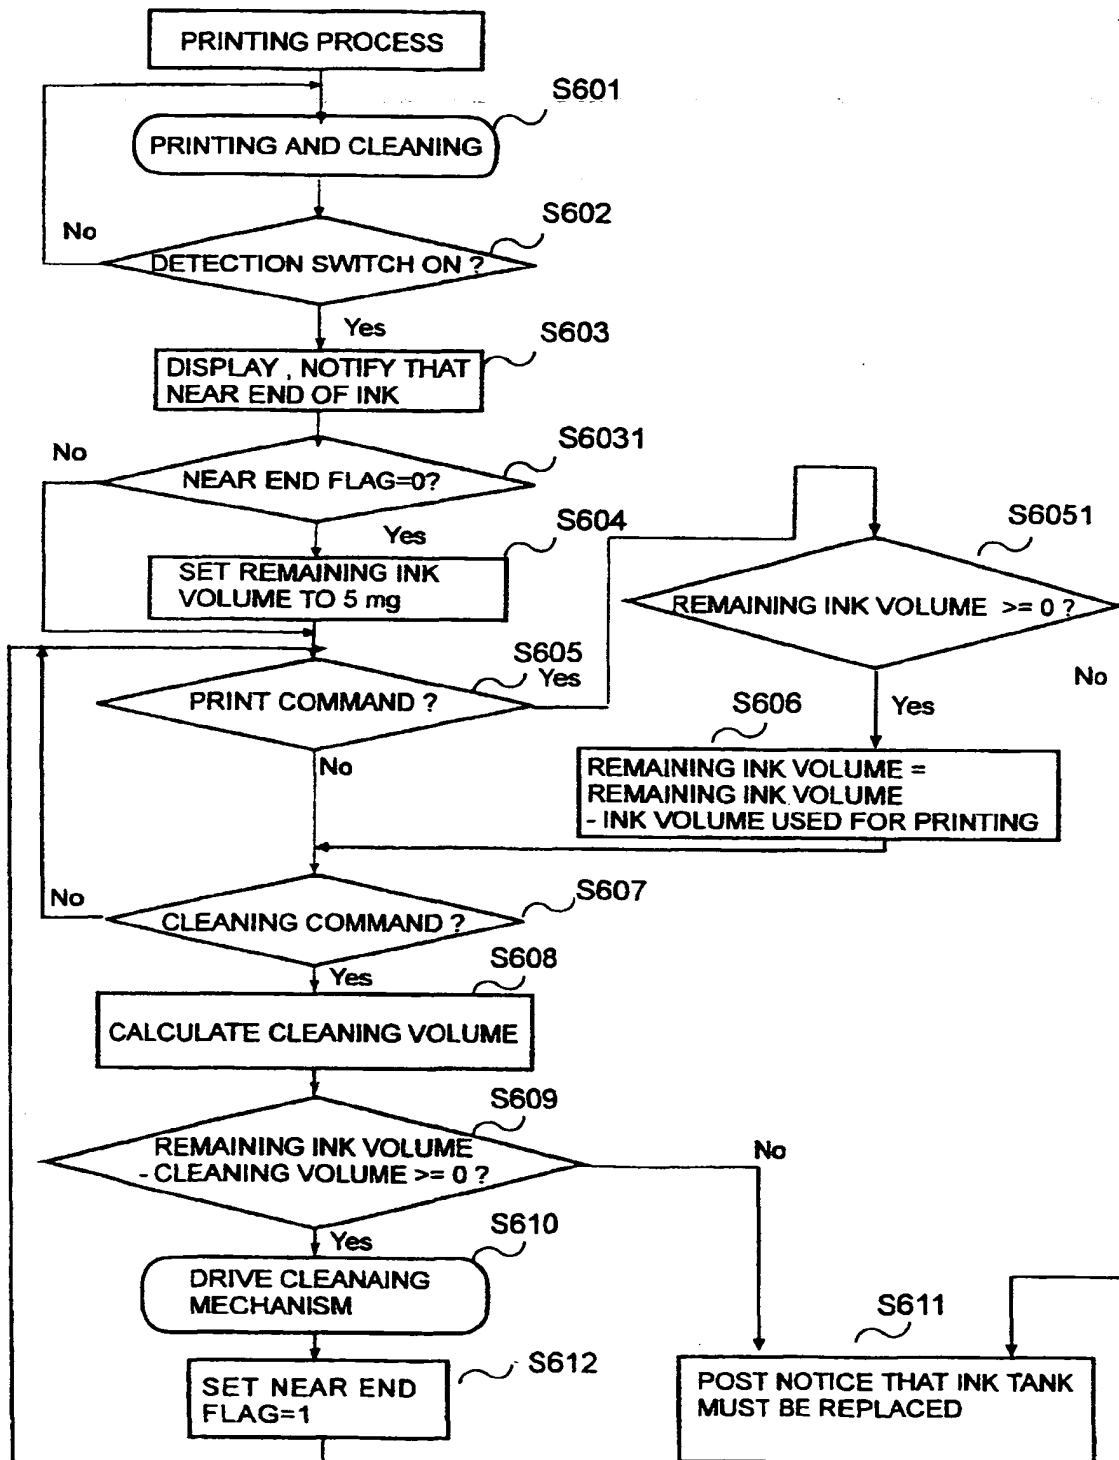 PRINTING PROCESS
S601
PRINTING AND CLEANING
S602
No
DETECTION SWITCH ON ?
Yes
S603
DISPLAY , NOTIFY THAT
NEAR END OF INK
S6031
No
NEAR END FLAG=0?
Yes
S604
SET REMAINING INK
VOLUME TO 5 mg
S6051
REMAINING INK VOLUME >= 0 ?
No
Yes
S605
Yes
PRINT COMMAND ?
No
S606
REMAINING INK VOLUME =
REMAINING INK VOLUME
- INK VOLUME USED FOR PRINTING
S607
No
CLEANING COMMAND ?
Yes
S608
CALCULATE CLEANING VOLUME
S609
REMAINING INK VOLUME
- CLEANING VOLUME >= 0 ?
No
Yes
S610
DRIVE CLEANAING
MECHANISM
S611
POST NOTICE THAT INK TANK
MUST BE REPLACED
S612
SET NEAR END
FLAG=1